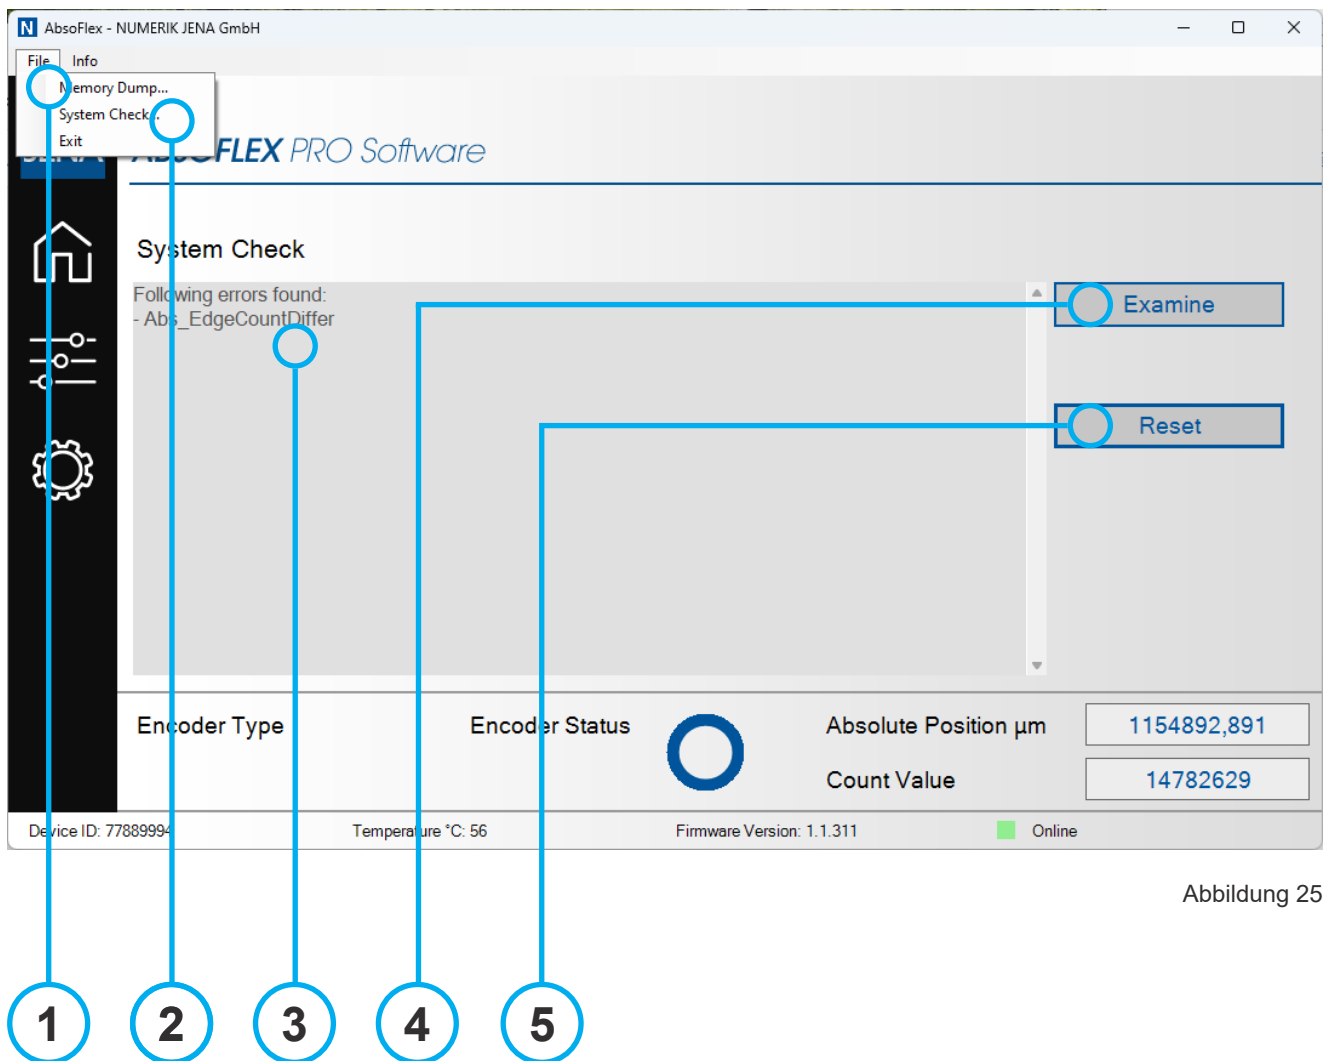 AbsoFlex - NUMERIK JENA GmbH
File Info
Memory Dump...
System Check...
Exit
JENA ABSOFLEX PRO Software
System Check
Following errors found:
- Abs_EdgeCountDiffer
Examine
Reset
Encoder Type Encoder Status Absolute Position µm 1154892,891
Count Value 14782629
Device ID: 77889994 Temperature °C: 56 Firmware Version: 1.1.311 Online
Abbildung 25
1 2 3 4 5